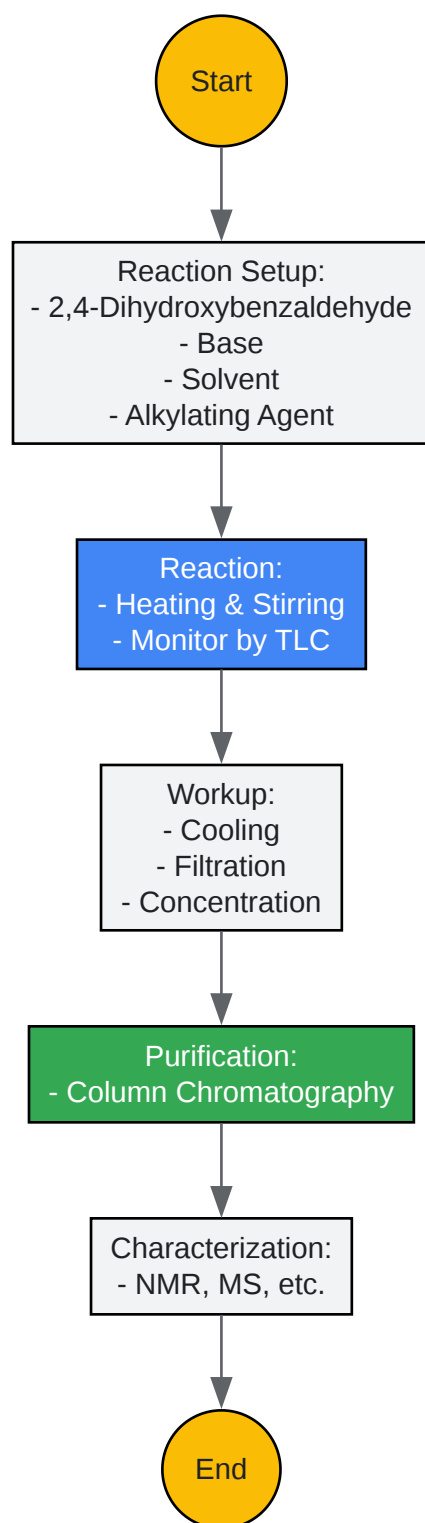 Start
Reaction Setup:
- 2,4-Dihydroxybenzaldehyde
- Base
- Solvent
- Alkylating Agent
Reaction:
- Heating & Stirring
- Monitor by TLC
Workup:
- Cooling
- Filtration
- Concentration
Purification:
- Column Chromatography
Characterization:
- NMR, MS, etc.
End